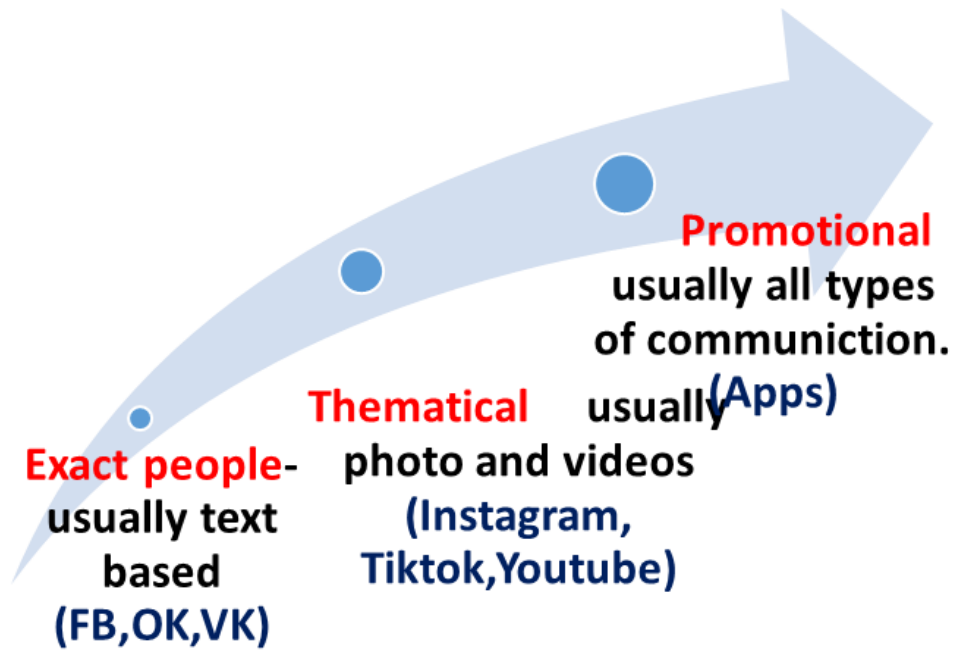 Exact people-
usually text
based
(FB,OK,VK)
Thematical usually
photo and videos
(Instagram,
Tiktok,Youtube)
Promotional
usually all types
of communiction.
(Apps)